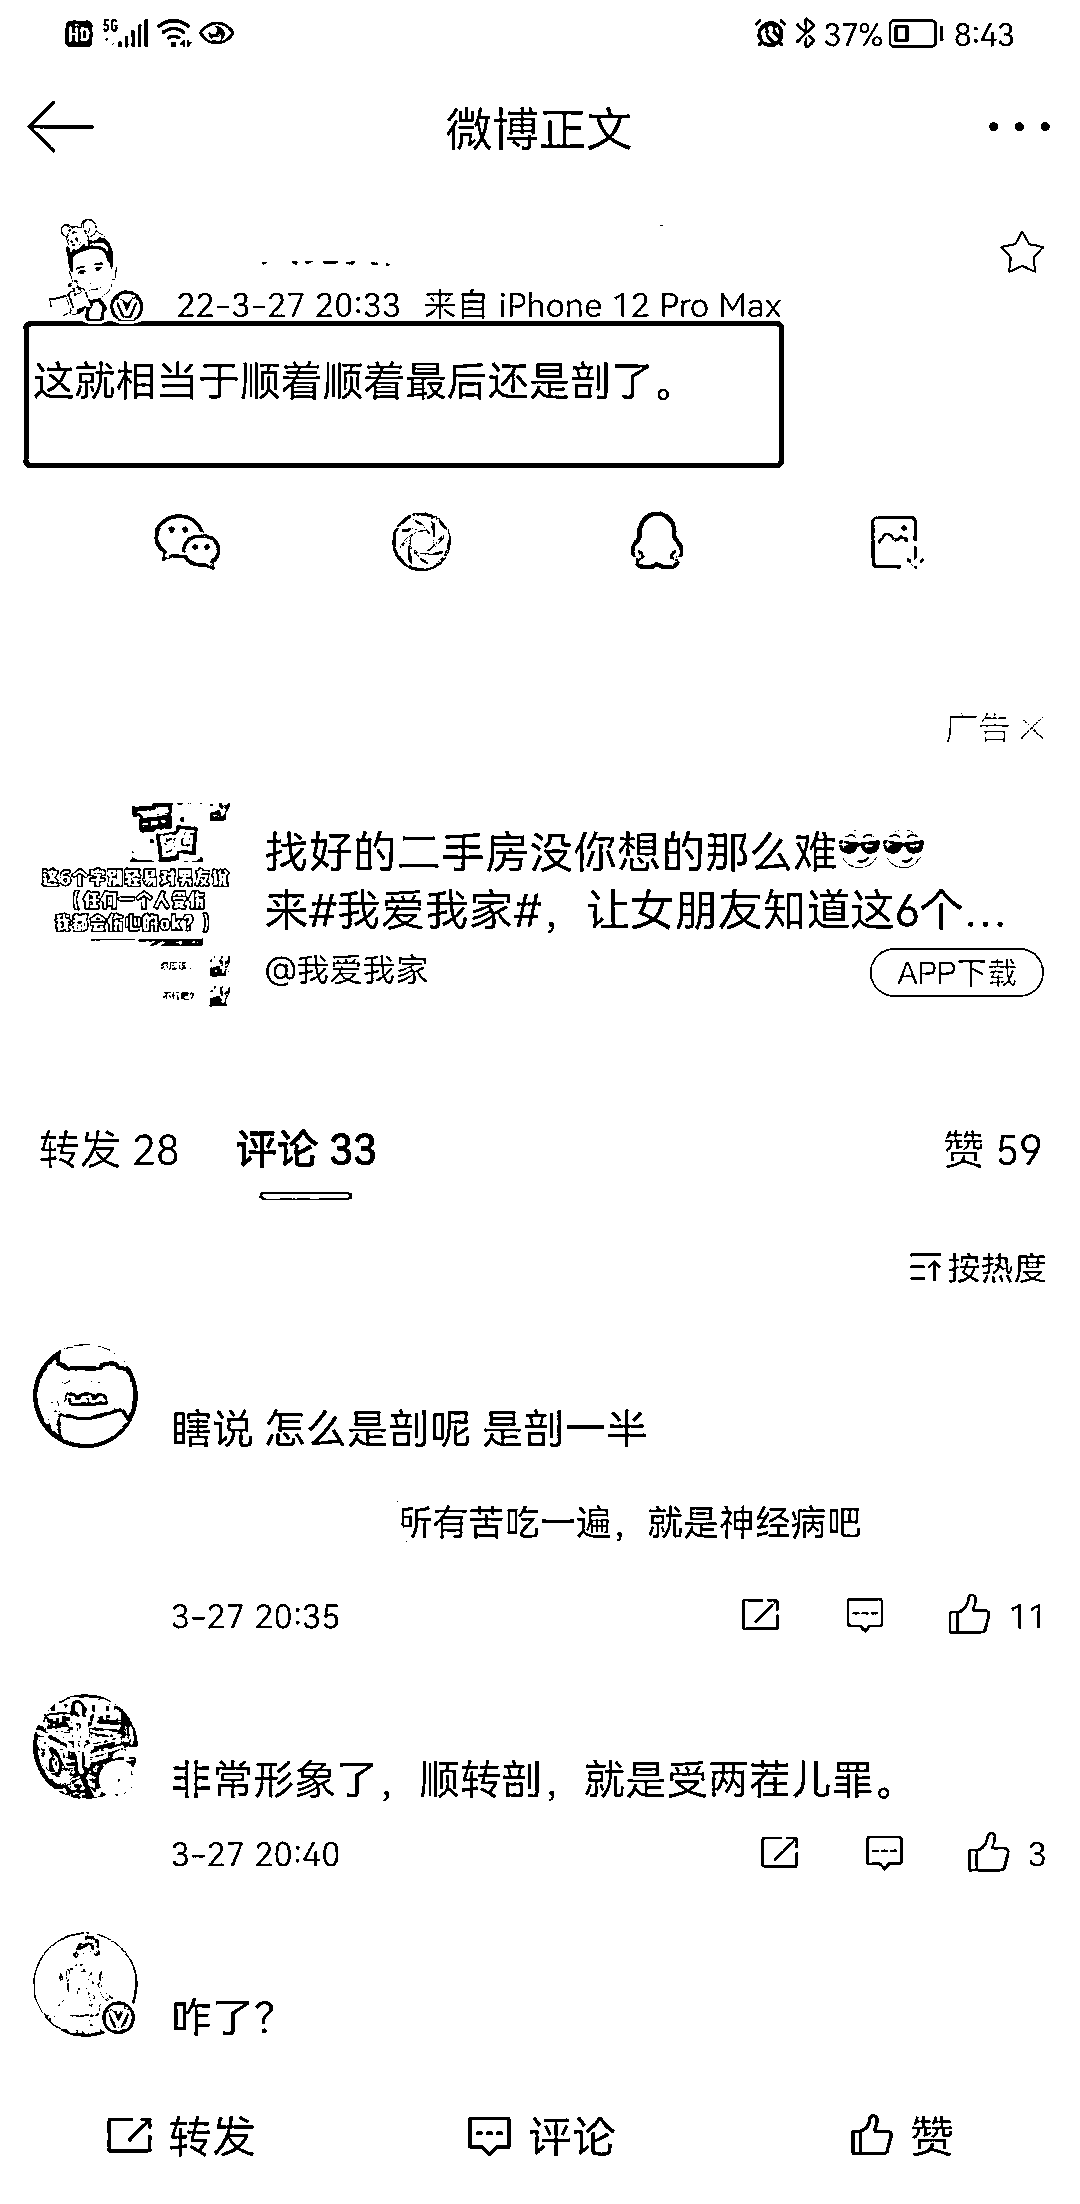 HD 5G 37% 8:43
微博正文
22-3-27 20:33 来自 iPhone 12 Pro Max
这就相当于顺着顺着最后还是剖了。
广告
这6个字别轻易对男友说
(任何一个人受伤
我都会伤心的ok?)
找好的二手房没你想的那么难
来#我爱我家#，让女朋友知道这6个...
@我爱我家
APP下载
转发 28 评论 33 赞 59
按热度
瞎说 怎么是剖呢 是剖一半
所有苦吃一遍，就是神经病吧
3-27 20:35 11
非常形象了，顺转剖，就是受两茬儿罪。
3-27 20:40 3
咋了?
转发 评论 赞